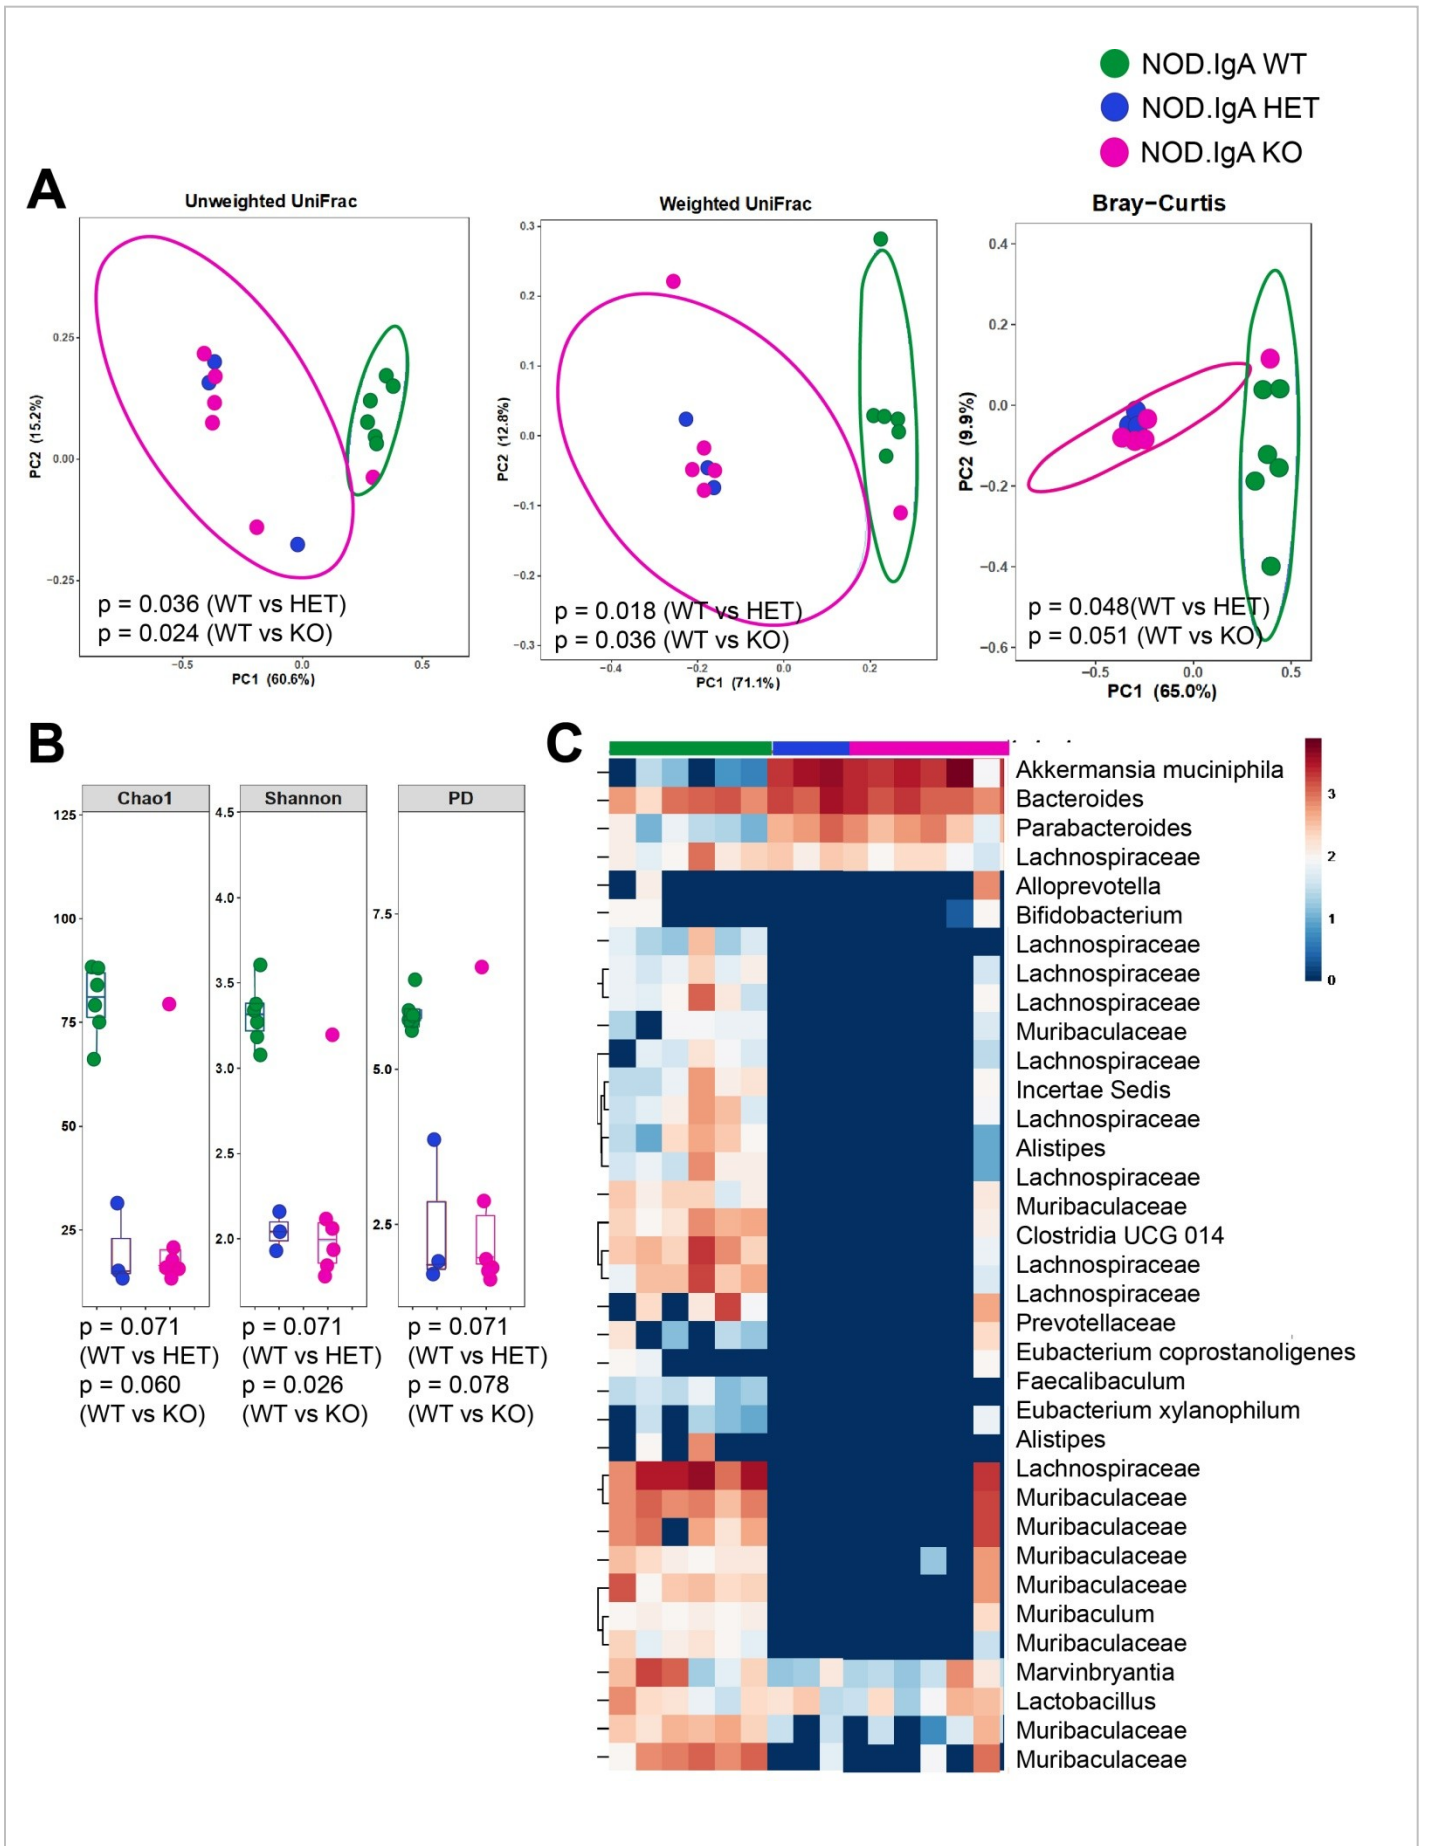 NOD.IgA WT
NOD.IgA HET
NOD.IgA KO
A
Unweighted UniFrac
0.25
0.00
−0.25
PC2 (15.2%)
−0.5
0.0
0.5
PC1 (60.6%)
p = 0.036 (WT vs HET)
p = 0.024 (WT vs KO)
Weighted UniFrac
0.3
0.2
0.1
0.0
−0.1
−0.2
−0.3
PC2 (12.8%)
−0.4
−0.2
0.0
0.2
PC1 (71.1%)
p = 0.018 (WT vs HET)
p = 0.036 (WT vs KO)
Bray−Curtis
0.4
0.2
0.0
−0.2
−0.4
−0.6
PC2 (9.9%)
−0.5
0.0
0.5
PC1 (65.0%)
p = 0.048(WT vs HET)
p = 0.051 (WT vs KO)
B
Chao1
125
100
75
50
25
p = 0.071
(WT vs HET)
p = 0.060
(WT vs KO)
Shannon
4.5
4.0
3.5
3.0
2.5
2.0
p = 0.071
(WT vs HET)
p = 0.026
(WT vs KO)
PD
7.5
5.0
2.5
p = 0.071
(WT vs HET)
p = 0.078
(WT vs KO)
C
Akkermansia muciniphila
Bacteroides
Parabacteroides
Lachnospiraceae
Alloprevotella
Bifidobacterium
Lachnospiraceae
Lachnospiraceae
Lachnospiraceae
Muribaculaceae
Lachnospiraceae
Incertae Sedis
Lachnospiraceae
Alistipes
Lachnospiraceae
Muribaculaceae
Clostridia UCG 014
Lachnospiraceae
Lachnospiraceae
Prevotellaceae
Eubacterium coprostanoligenes
Faecalibaculum
Eubacterium xylanophilum
Alistipes
Lachnospiraceae
Muribaculaceae
Muribaculaceae
Muribaculaceae
Muribaculaceae
Muribaculum
Muribaculaceae
Marvinbryantia
Lactobacillus
Muribaculaceae
Muribaculaceae
3
2
1
0